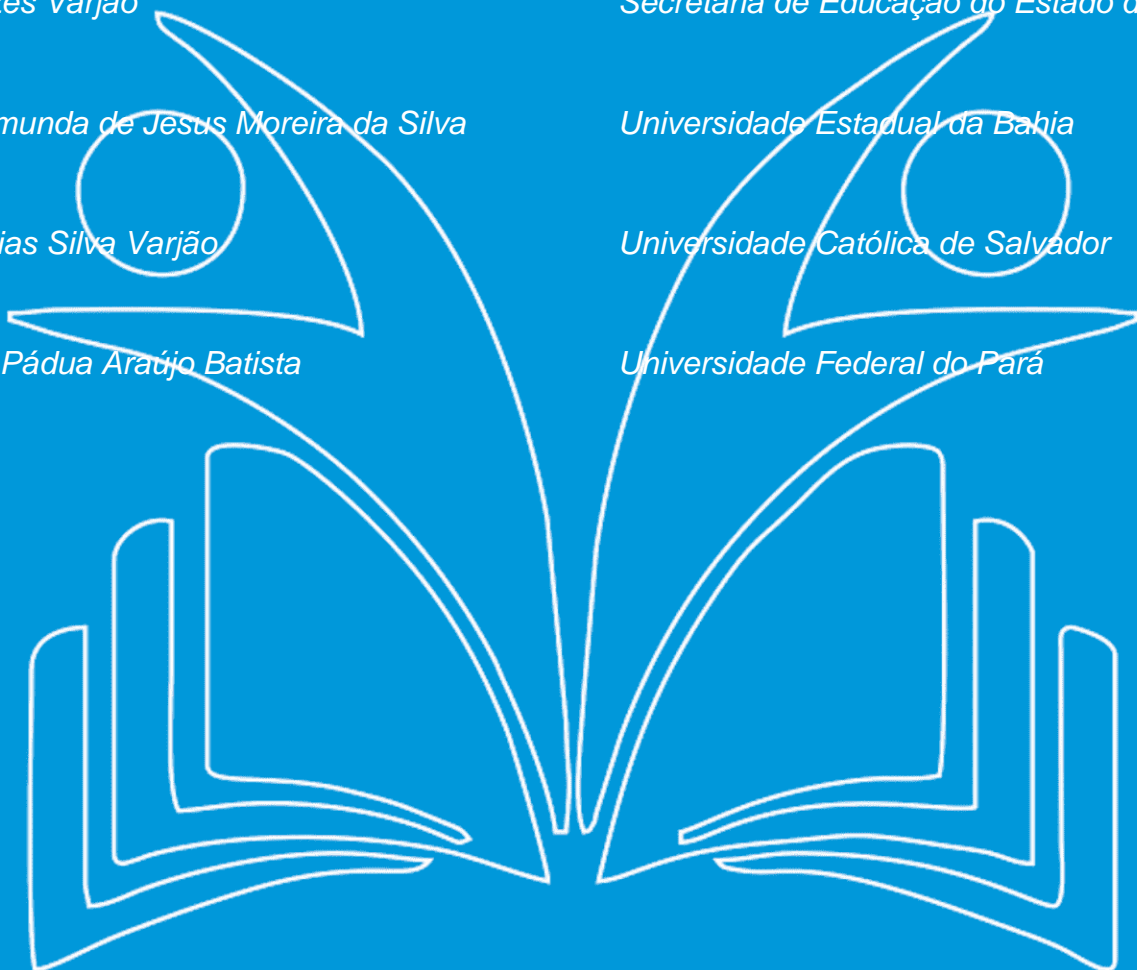 Varjão Secretaria de Educação do Estado
de Jesus Moreira da Silva Universidade Estadual da Bahia
Silva Varjão Universidade Católica de Salvador
Pádua Araújo Batista Universidade Federal do Pará